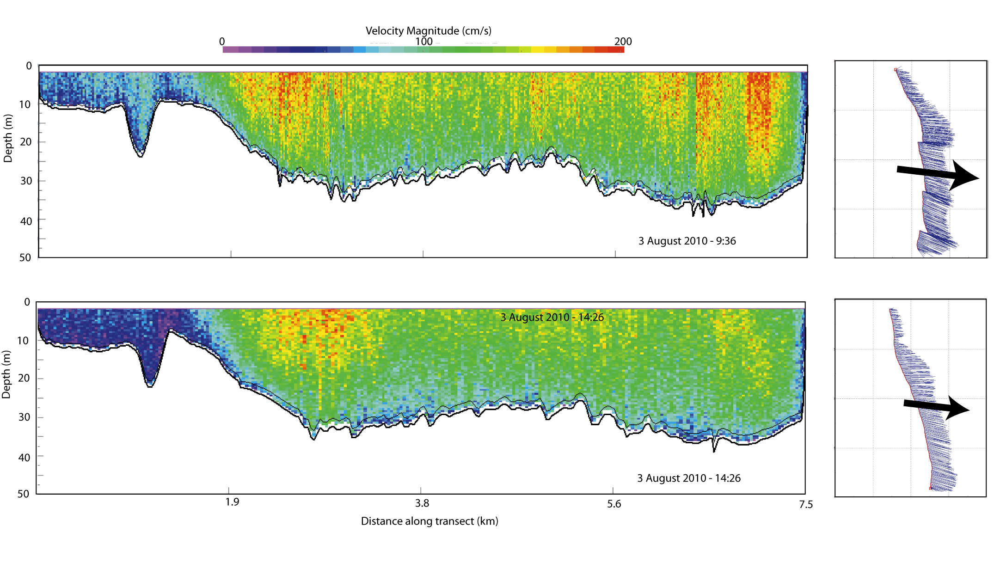 Velocity Magnitude (cm/s)
0 100 200
0
10
20
30
40
50
Depth (m)
3 August 2010 - 9:36
0
10
20
30
40
50
Depth (m)
3 August 2010 - 14:26
3 August 2010 - 14:26
1.9 3.8 5.6 7.5
Distance along transect (km)